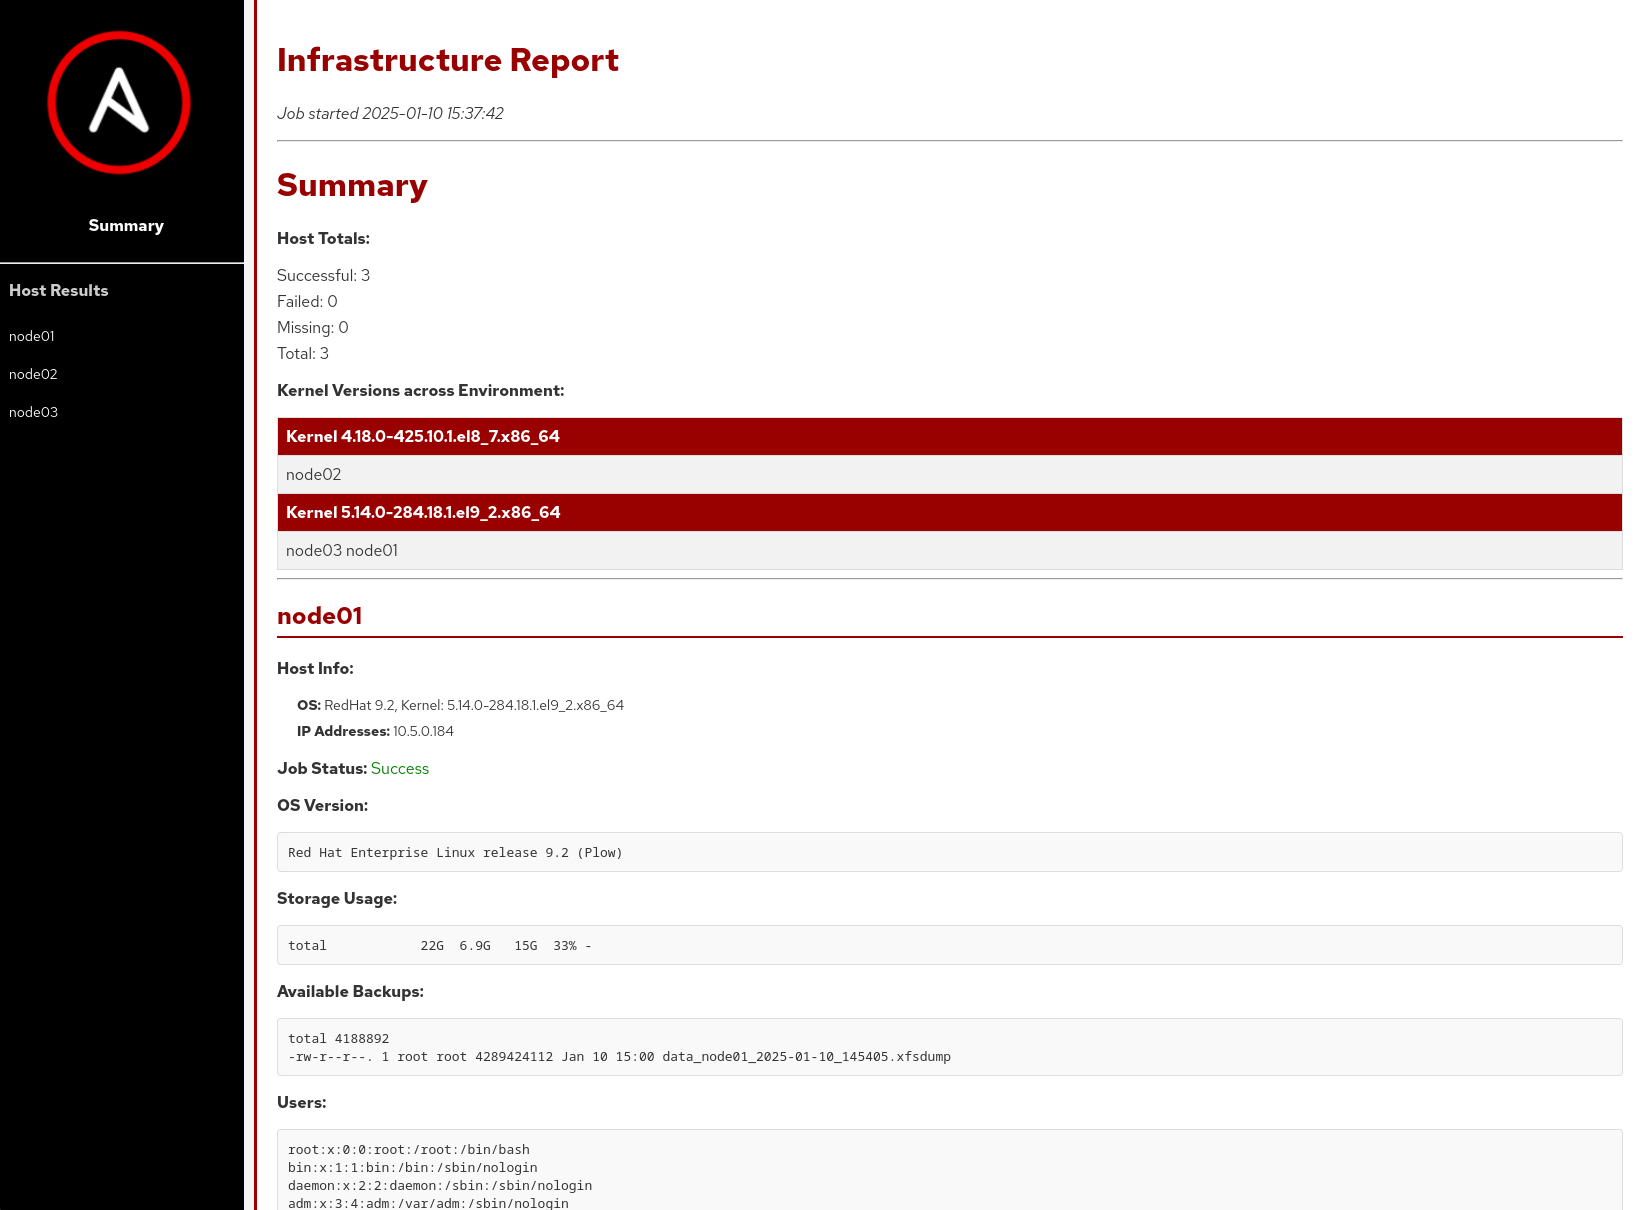 Summary
Host Results
node01
node02
node03
Infrastructure Report
Job started 2025-01-10 15:37:42
Summary
Host Totals:
Successful: 3
Failed: 0
Missing: 0
Total: 3
Kernel Versions across Environment:
Kernel 4.18.0-425.10.1.el8_7.x86_64
node02
Kernel 5.14.0-284.18.1.el9_2.x86_64
node03 node01
node01
Host Info:
OS: RedHat 9.2, Kernel: 5.14.0-284.18.1.el9_2.x86_64
IP Addresses: 10.5.0.184
Job Status: Success
OS Version:
Red Hat Enterprise Linux release 9.2 (Plow)
Storage Usage:
total            22G  6.9G   15G  33% -
Available Backups:
total 4188892
-rw-r--r--. 1 root root 4289424112 Jan 10 15:00 data_node01_2025-01-10_145405.xfsdump
Users:
root:x:0:0:root:/root:/bin/bash
bin:x:1:1:bin:/bin:/sbin/nologin
daemon:x:2:2:daemon:/sbin:/sbin/nologin
adm:x:3:4:adm:/var/adm:/sbin/nologin